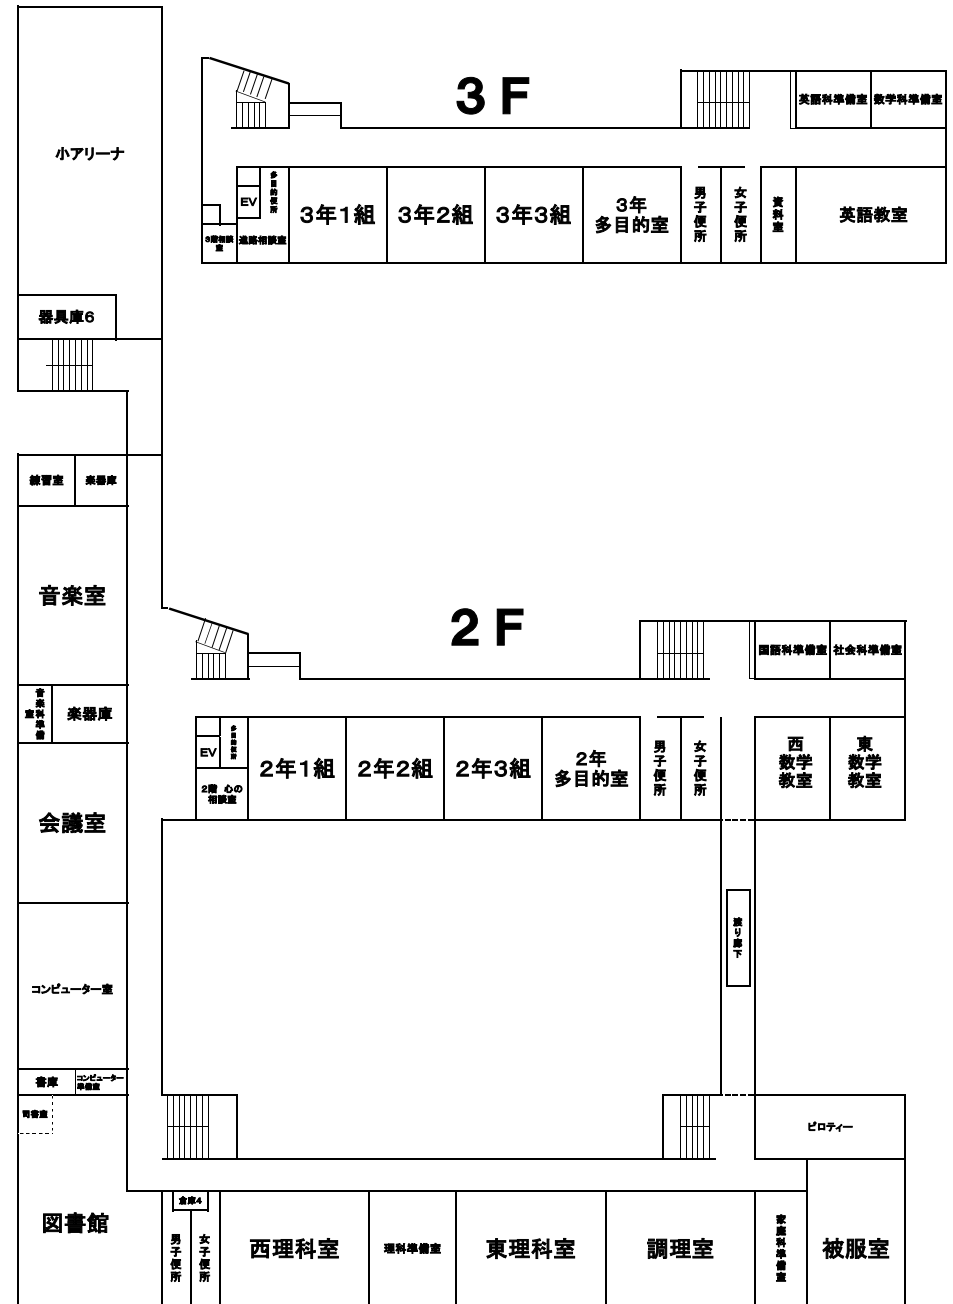 3F
英語科準備室
数学科準備室
小アリーナ
EV
多目的便所
3年1組
3年2組
3年3組
3年
多目的室
男子便所
女子便所
資料室
英語教室
3階相談
室
進路相談室
器具庫6
練習室
楽器庫
音楽室
2F
国語科準備室
社会科準備室
音楽科準備
室
楽器庫
EV
多目的便所
2年1組
2年2組
2年3組
2年
多目的室
男子便所
女子便所
西
数学
教室
東
数学
教室
2階 心の
相談室
会議室
渡り廊下
コンピューター室
書庫
コンピューター
準備室
司書室
ピロティー
図書館
倉庫4
男子便所
女子便所
西理科室
理科準備室
東理科室
調理室
家庭科準備室
被服室